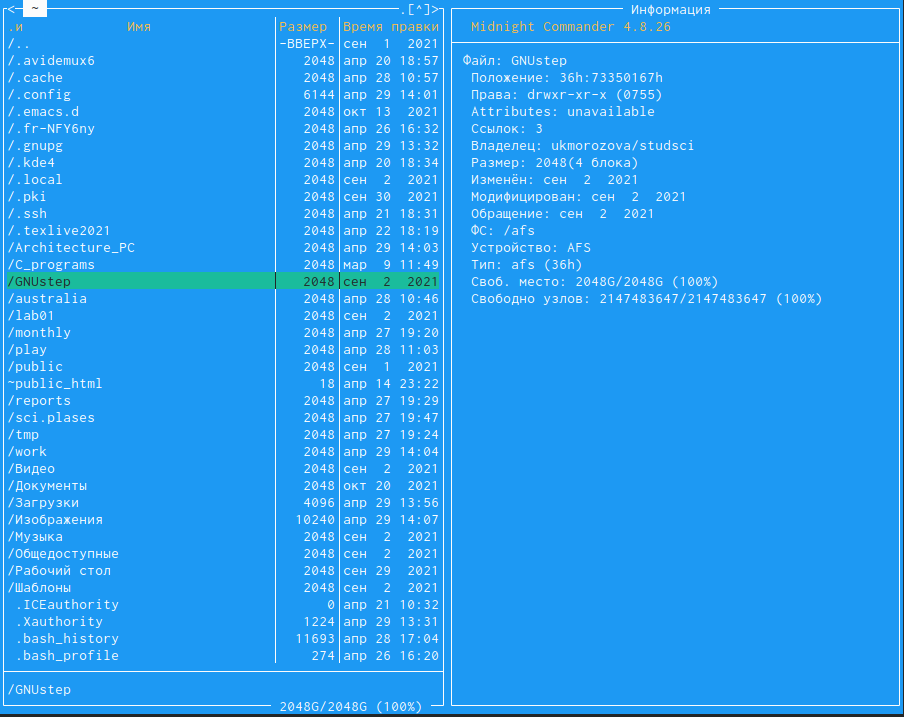 <- ~ .[^]>
.и Имя Размер Время правки
/.. -ВВЕРХ- сен 1 2021
/.avidemux6 2048 апр 20 18:57
/.cache 2048 апр 28 10:57
/.config 6144 апр 29 14:01
/.emacs.d 2048 окт 13 2021
/.fr-NFY6ny 2048 апр 26 16:32
/.gnupg 2048 апр 29 13:32
/.kde4 2048 апр 20 18:34
/.local 2048 сен 2 2021
/.pki 2048 сен 30 2021
/.ssh 2048 апр 21 18:31
/.texlive2021 2048 апр 22 18:19
/Architecture_PC 2048 апр 29 14:03
/C_programs 2048 мар 9 11:49
/GNUstep 2048 сен 2 2021
/australia 2048 апр 28 10:46
/lab01 2048 сен 2 2021
/monthly 2048 апр 27 19:20
/play 2048 апр 28 11:03
/public 2048 сен 1 2021
~public_html 18 апр 14 23:22
/reports 2048 апр 27 19:29
/sci.plases 2048 апр 27 19:47
/tmp 2048 апр 27 19:24
/work 2048 апр 29 14:04
/Видео 2048 сен 2 2021
/Документы 2048 окт 20 2021
/Загрузки 4096 апр 29 13:56
/Изображения 10240 апр 29 14:07
/Музыка 2048 сен 2 2021
/Общедоступные 2048 сен 2 2021
/Рабочий стол 2048 сен 29 2021
/Шаблоны 2048 сен 2 2021
.ICEauthority 0 апр 21 10:32
.Xauthority 1224 апр 29 13:31
.bash_history 11693 апр 28 17:04
.bash_profile 274 апр 26 16:20
/GNUstep
2048G/2048G (100%)
Информация
Midnight Commander 4.8.26
Файл: GNUstep
Положение: 36h:73350167h
Права: drwxr-xr-x (0755)
Attributes: unavailable
Ссылок: 3
Владелец: ukmorozova/studsci
Размер: 2048(4 блока)
Изменён: сен 2 2021
Модифицирован: сен 2 2021
Обращение: сен 2 2021
ФС: /afs
Устройство: AFS
Тип: afs (36h)
Своб. место: 2048G/2048G (100%)
Свободно узлов: 2147483647/2147483647 (100%)